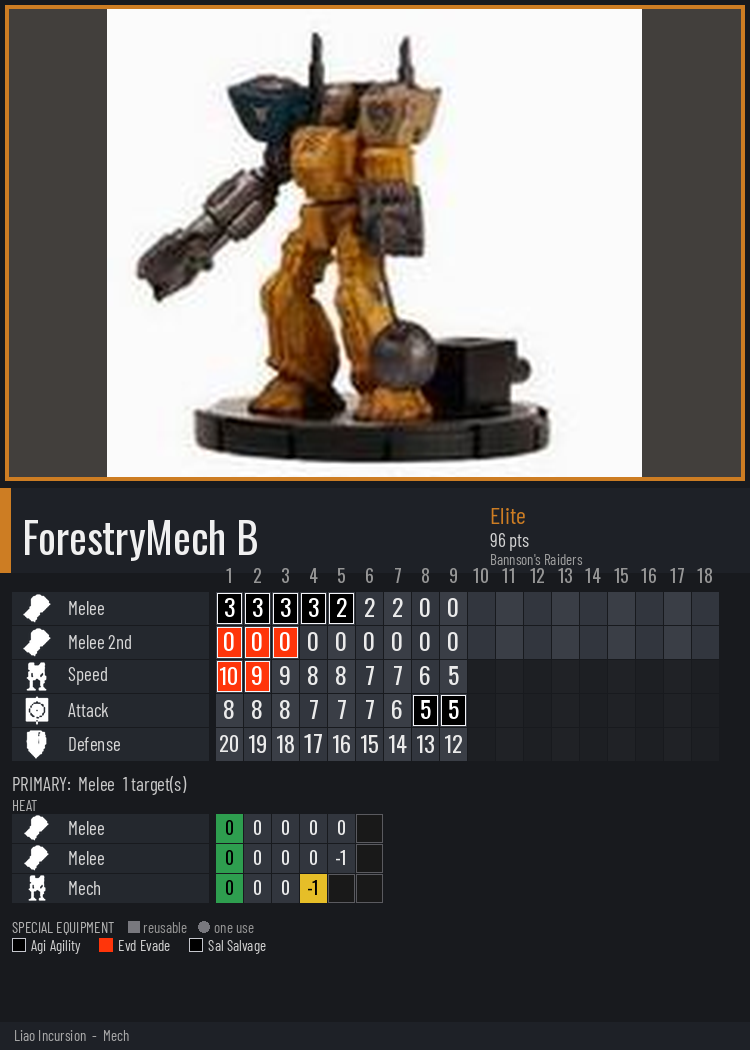 ForestryMech B
Elite
96 pts
Bannson's Raiders
1 2 3 4 5 6 7 8 9 10 11 12 13 14 15 16 17 18
Melee 3 3 3 3 2 2 2 0 0
Melee 2nd 0 0 0 0 0 0 0 0 0
Speed 10 9 9 8 8 7 7 6 5
Attack 8 8 8 7 7 7 6 5 5
Defense 20 19 18 17 16 15 14 13 12
PRIMARY: Melee 1 target(s)
HEAT
Melee 0 0 0 0 0
Melee 0 0 0 0 -1
Mech 0 0 0 -1
SPECIAL EQUIPMENT reusable one use
Agi Agility Evd Evade Sal Salvage
Liao Incursion - Mech